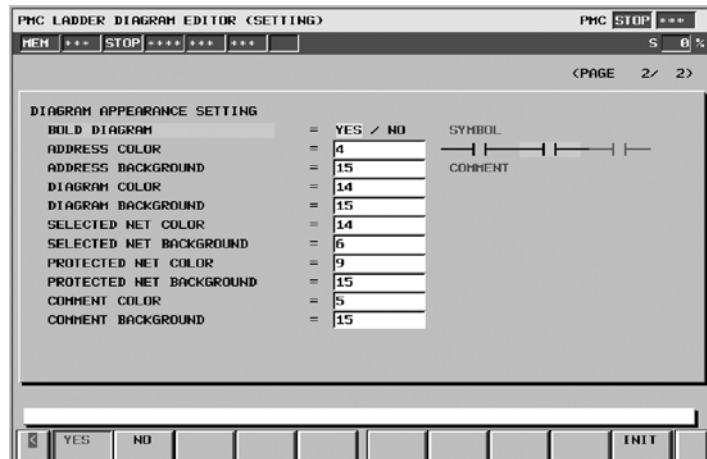 PMC LADDER DIAGRAM EDITOR (SETTING) PMC STOP ***
MEM *** STOP **** *** *** S 0 %
(PAGE 2/ 2)
DIAGRAM APPEARANCE SETTING
BOLD DIAGRAM = YES / NO SYMBOL
ADDRESS COLOR = 4
ADDRESS BACKGROUND = 15 COMMENT
DIAGRAM COLOR = 14
DIAGRAM BACKGROUND = 15
SELECTED NET COLOR = 14
SELECTED NET BACKGROUND = 6
PROTECTED NET COLOR = 9
PROTECTED NET BACKGROUND = 15
COMMENT COLOR = 5
COMMENT BACKGROUND = 15
< YES NO INIT